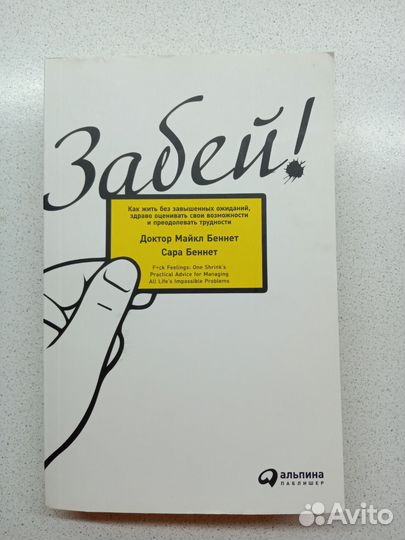 Забей!
Как жить без завышенных ожиданий,
здраво оценивать свои возможности
и преодолевать трудности
Доктор Майкл Беннет
Сара Беннет
F*ck Feelings: One Shrink's
Practical Advice for Managing
All Life's Impossible Problems
альпина
ПАБЛИШЕР
Avito